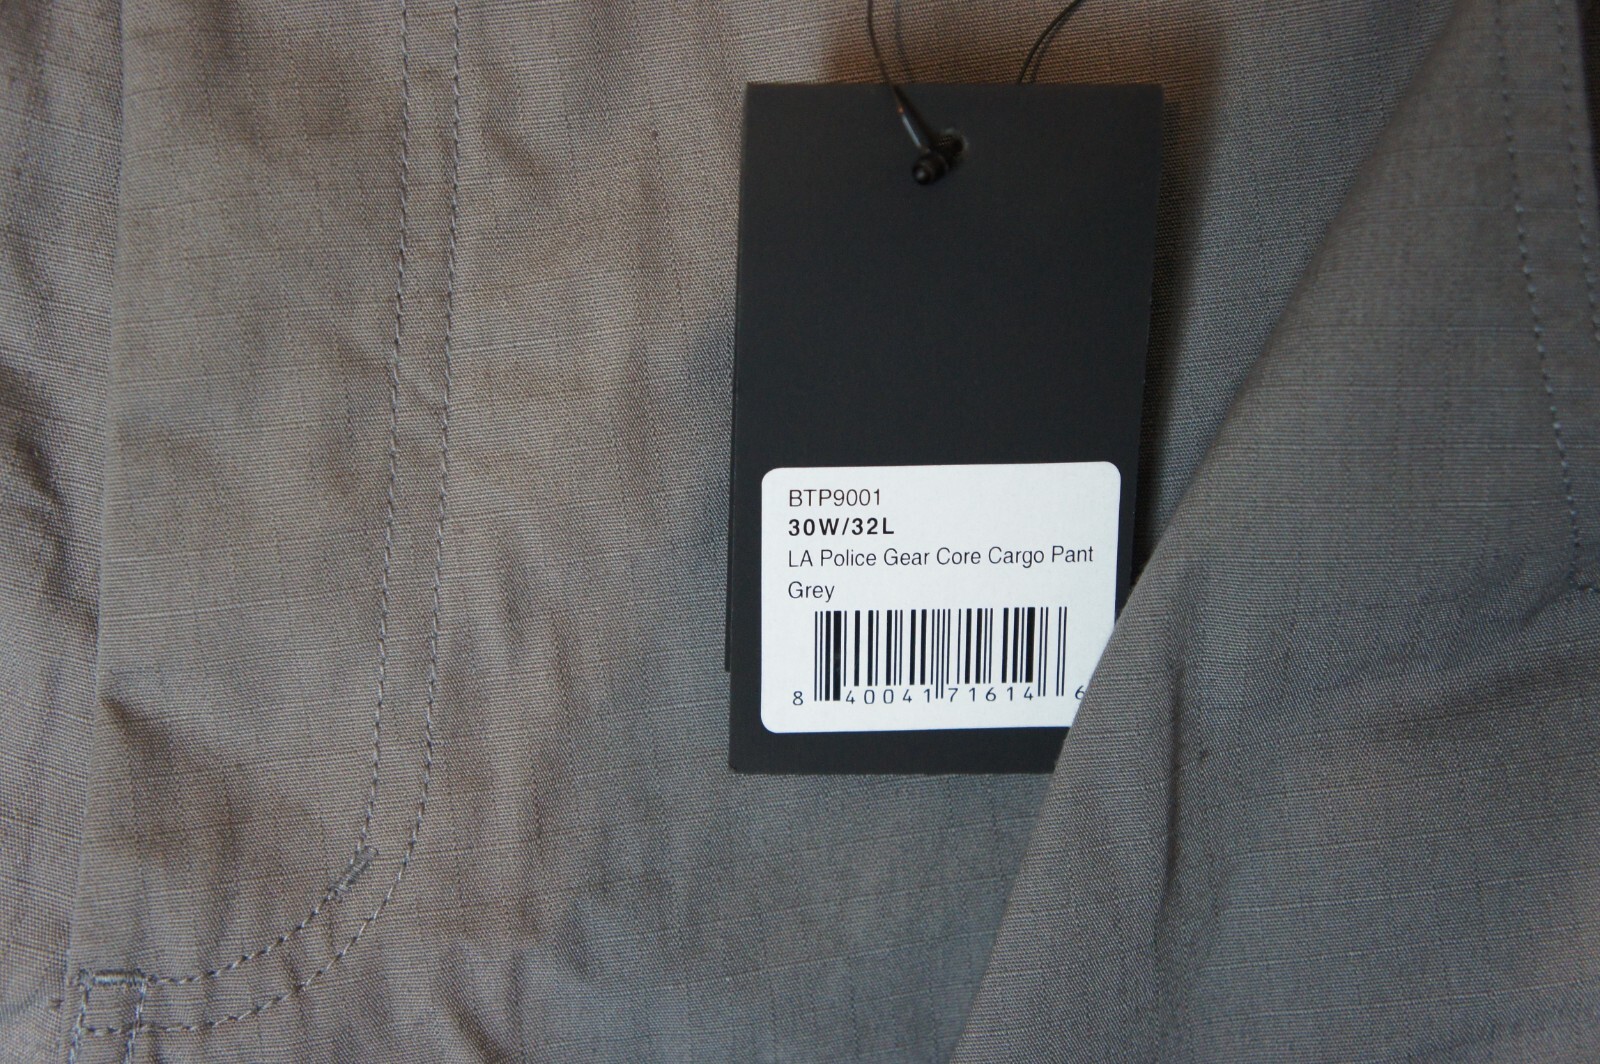 BTP9001
30W/32L
LA Police Gear Core Cargo Pant
Grey
8 40041 71614 6